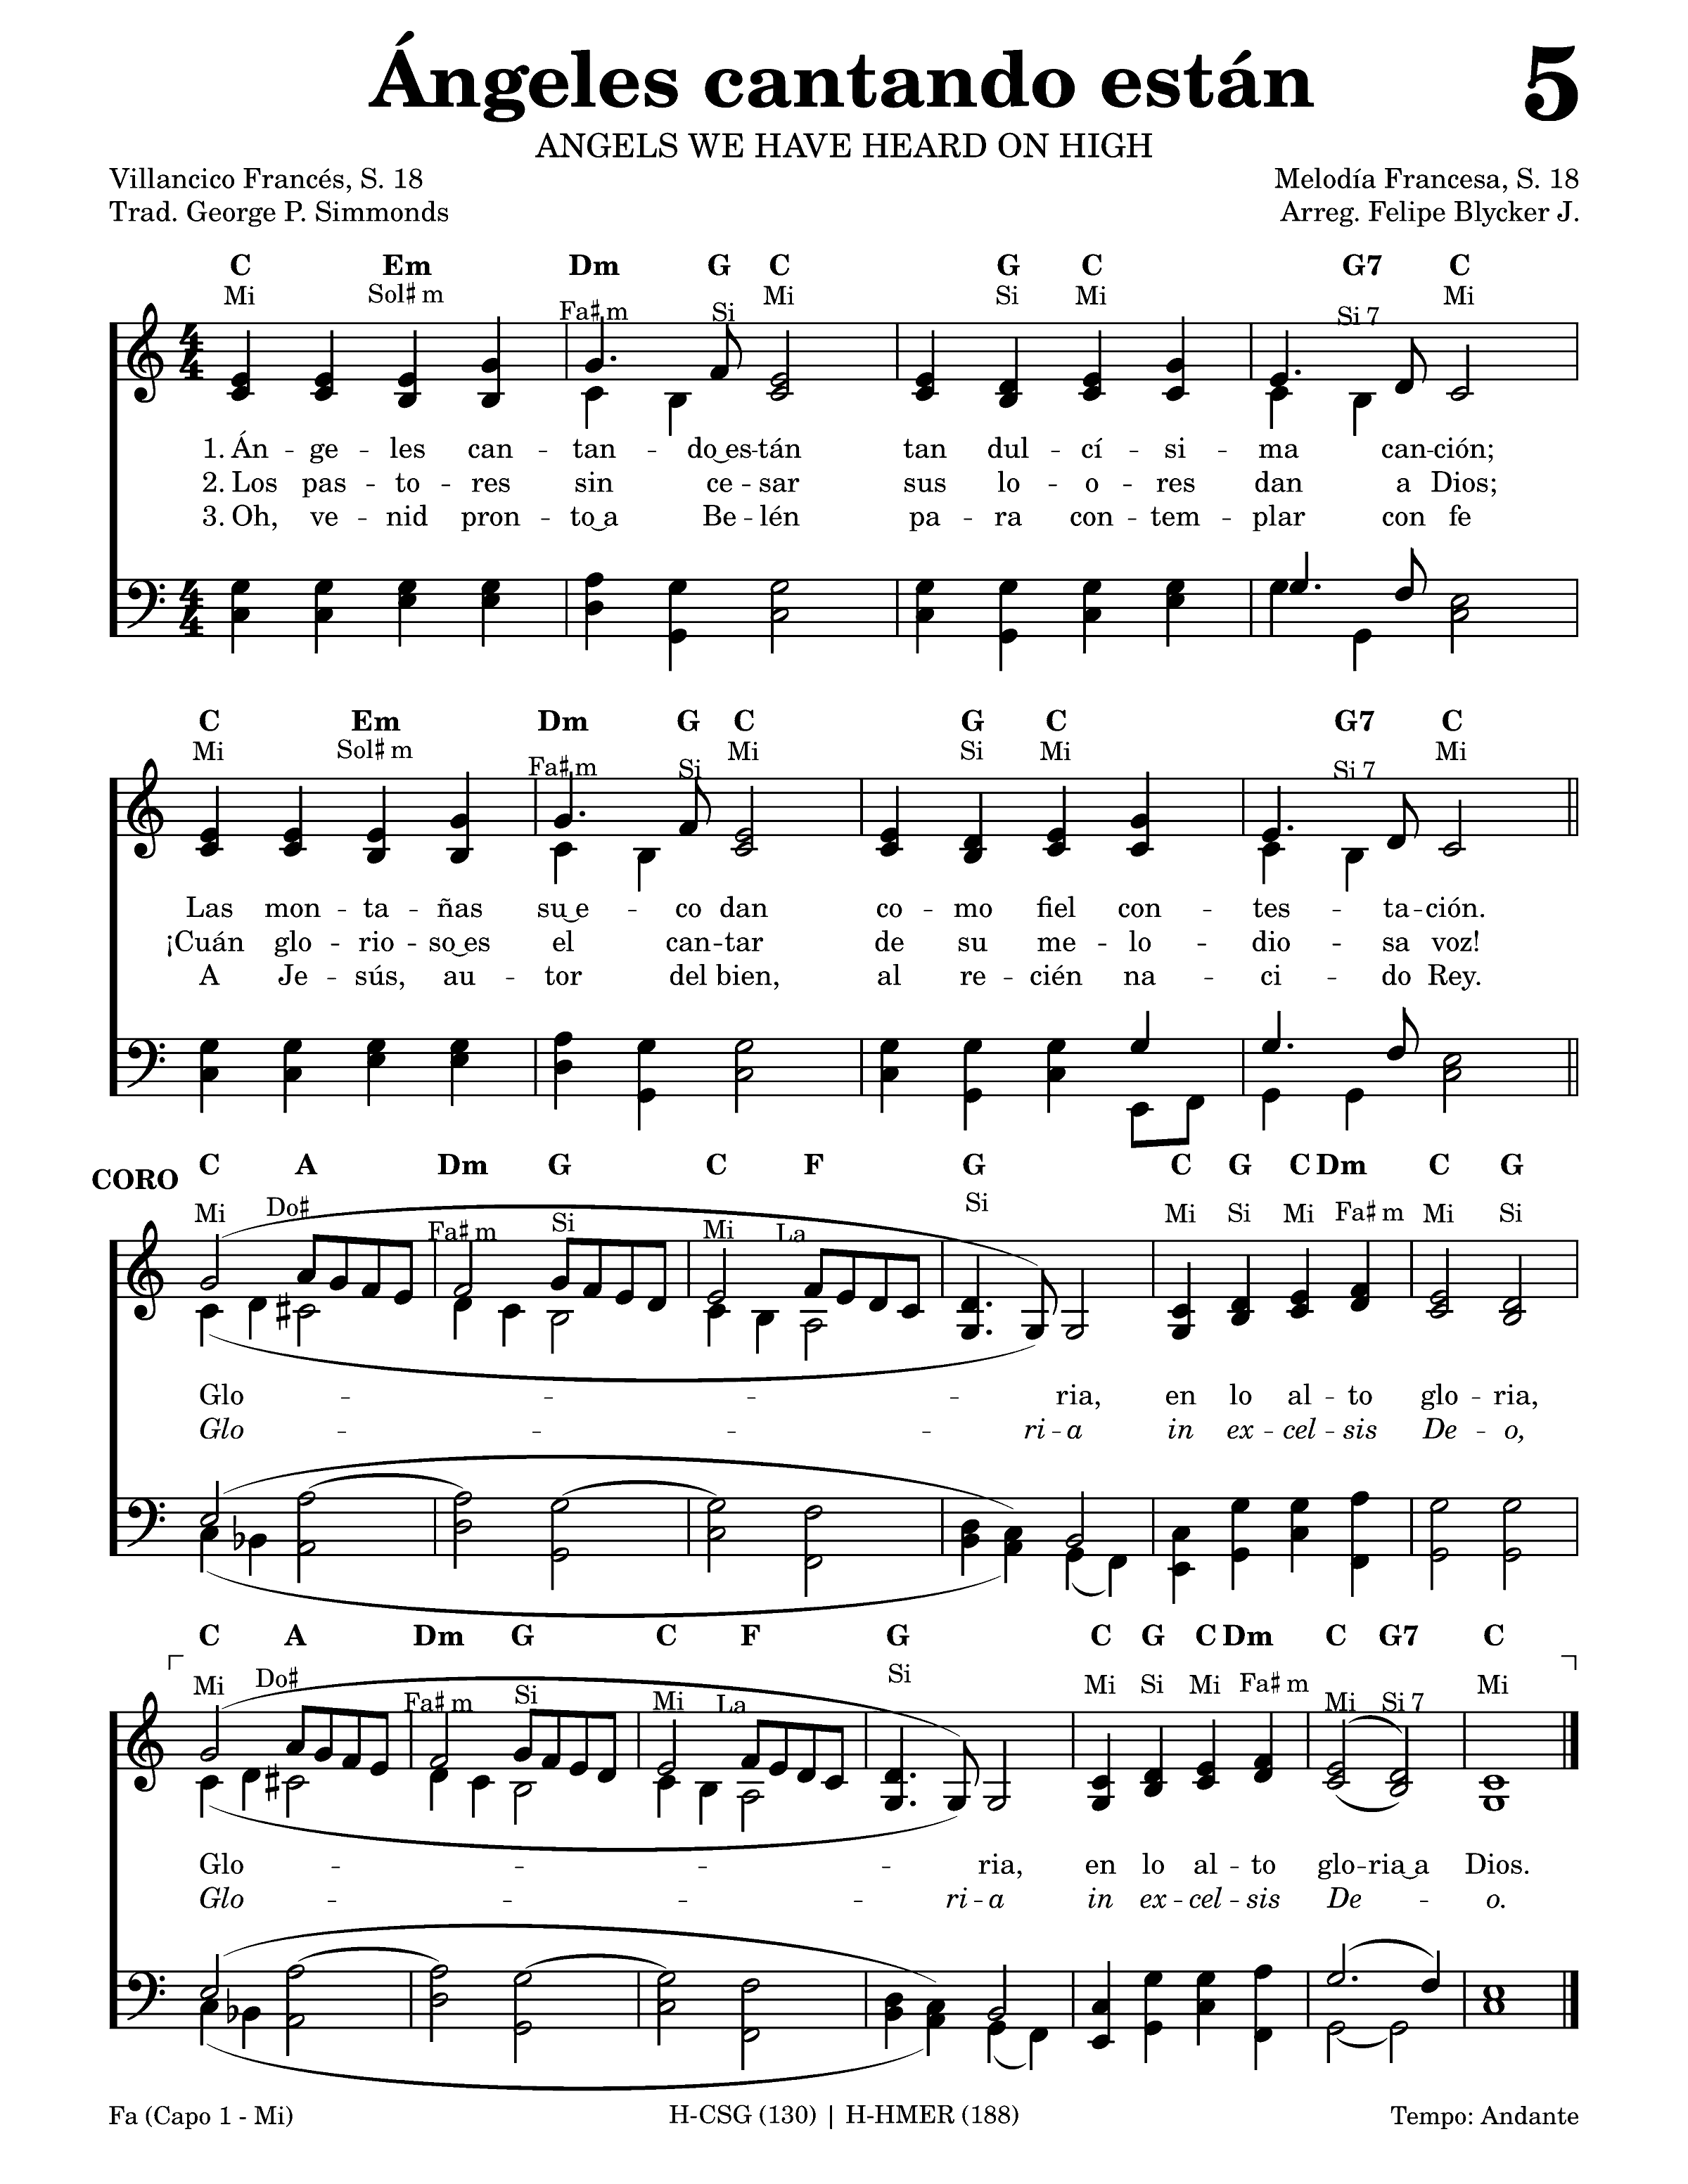 Ángeles cantando están 5
ANGELS WE HAVE HEARD ON HIGH
Villancico Francés, S. 18 Melodía Francesa, S. 18
Trad. George P. Simmonds Arreg. Felipe Blycker J.
C Em Dm G C G C G7 C
Mi Sol♯m Fa♯m Si Mi Si Mi Si 7 Mi
1. Án - ge - les can - tan - do‿es - tán tan dul - cí - si - ma can - ción;
2. Los pas - to - res sin ce - sar sus lo - o - res dan a Dios;
3. Oh, ve - nid pron - to‿a Be - lén pa - ra con - tem - plar con fe
C Em Dm G C G C G7 C
Mi Sol♯m Fa♯m Si Mi Si Mi Si 7 Mi
Las mon - ta - ñas su‿e - co dan co - mo fiel con - tes - ta - ción.
¡Cuán glo - rio - so‿es el can - tar de su me - lo - dio - sa voz!
A Je - sús, au - tor del bien, al re - cién na - ci - do Rey.
CORO C A Dm G C F G C G C Dm C G
Mi Do♯ Fa♯m Si Mi La Si Mi Si Mi Fa♯m Mi Si
Glo - - - - - - ria, en lo al - to glo - ria,
Glo - - - - - ri - a in ex - cel - sis De - o,
C A Dm G C F G C G C Dm C G7 C
Mi Do♯ Fa♯m Si Mi La Si Mi Si Mi Fa♯m Mi Si 7 Mi
Glo - - - - - - ria, en lo al - to glo - ria‿a Dios.
Glo - - - - - ri - a in ex - cel - sis De - - o.
Fa (Capo 1 - Mi) H-CSG (130) | H-HMER (188) Tempo: Andante